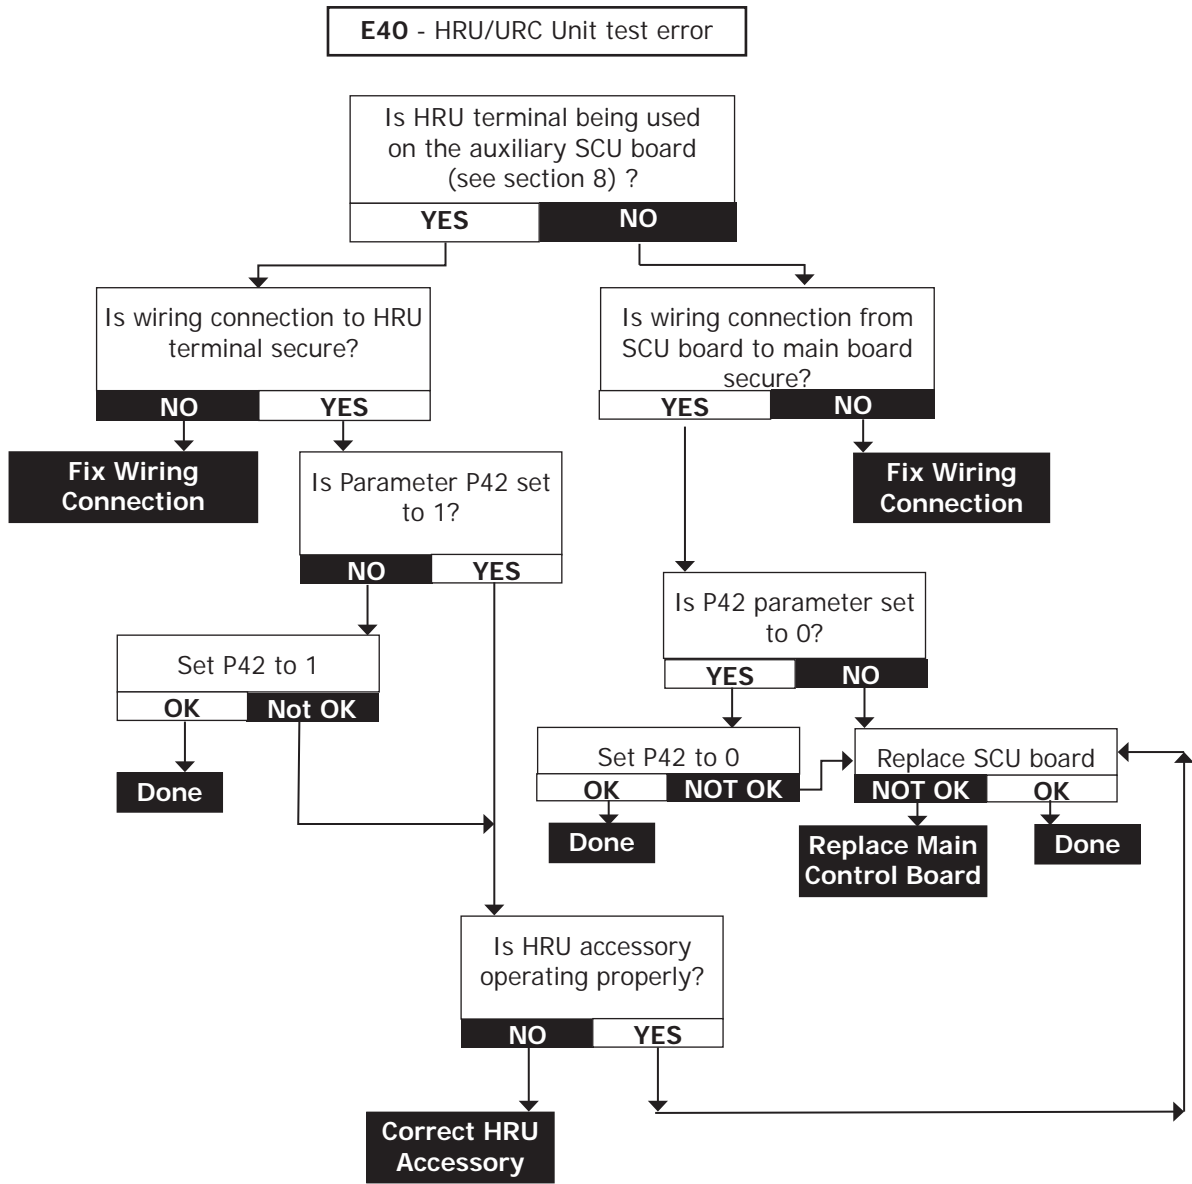 E40 - HRU/URC Unit test error
Is HRU terminal being used
on the auxiliary SCU board
(see section 8) ?
YES NO
Is wiring connection to HRU
terminal secure?
NO YES
Is wiring connection from
SCU board to main board
secure?
YES NO
Fix Wiring
Connection
Is Parameter P42 set
to 1?
NO YES
Fix Wiring
Connection
Is P42 parameter set
to 0?
YES NO
Set P42 to 1
OK Not OK
Done
Set P42 to 0
OK NOT OK
Done
Replace SCU board
NOT OK OK
Replace Main
Control Board
Done
Is HRU accessory
operating properly?
NO YES
Correct HRU
Accessory